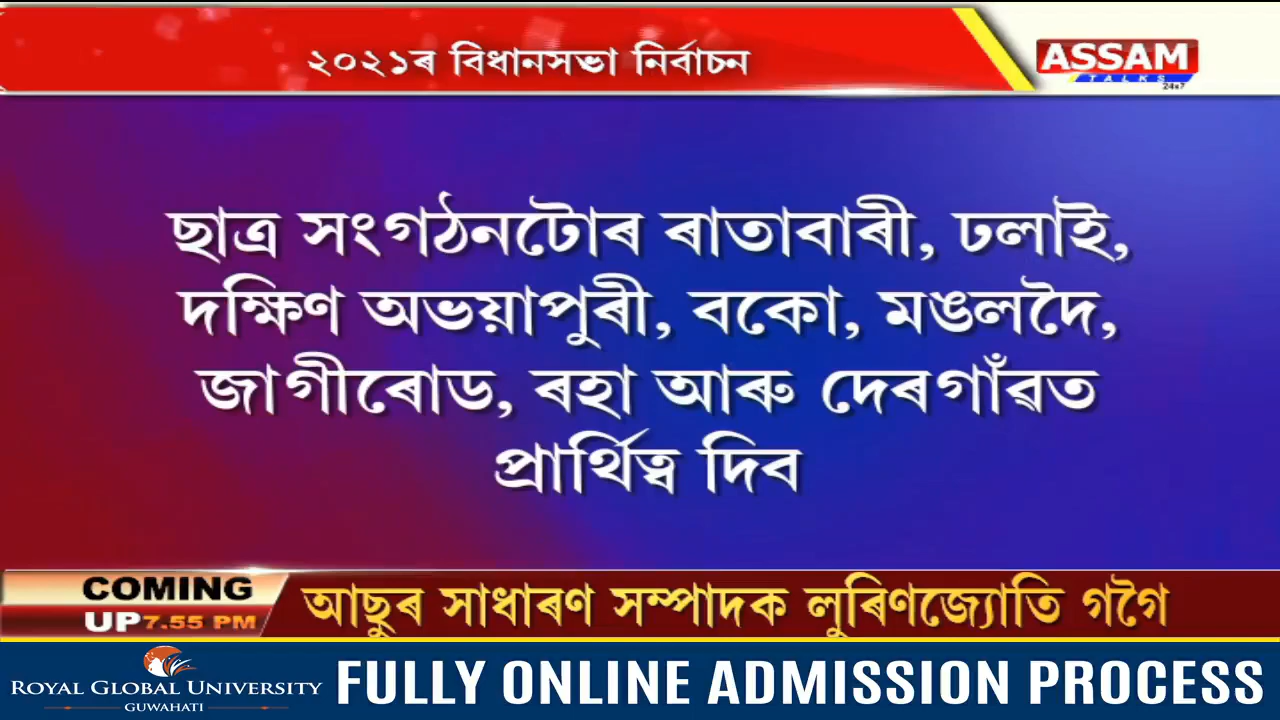 ২০২১ৰ বিধানসভা নিৰ্বাচন
ASSAM
TALKS
24x7
ছাত্ৰ সংগঠনটোৰ ৰাতাবাৰী, ঢলাই,
দক্ষিণ অভয়াপুৰী, বকো, মঙলদৈ,
জাগীৰোড, ৰহা আৰু দেৰগাঁৱত
প্ৰাৰ্থিত্ব দিব
COMING
UP 7.55 PM
আছুৰ সাধাৰণ সম্পাদক লুৰিণজ্যোতি গগৈ
ROYAL GLOBAL UNIVERSITY
GUWAHATI
FULLY ONLINE ADMISSION PROCESS